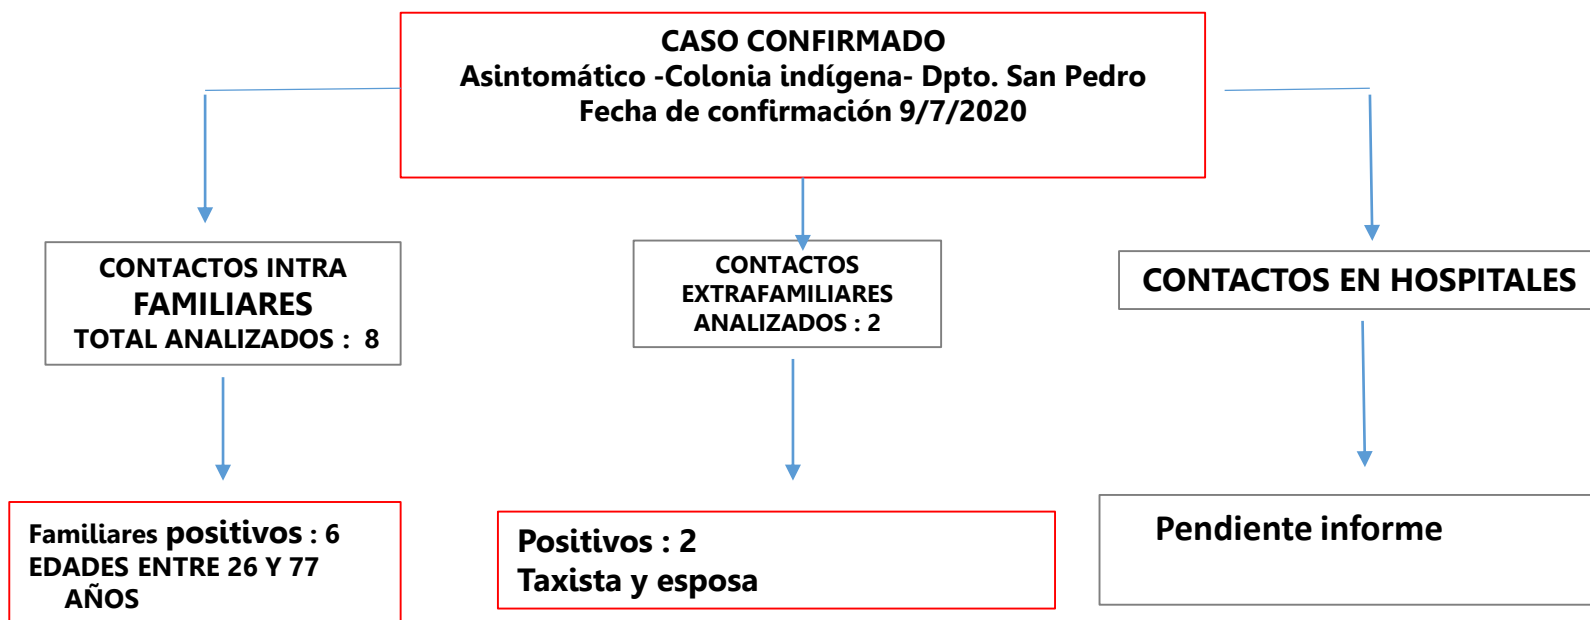 CASO CONFIRMADO
Asintomático -Colonia indígena- Dpto. San Pedro
Fecha de confirmación 9/7/2020
CONTACTOS INTRA
FAMILIARES
TOTAL ANALIZADOS : 8
CONTACTOS
EXTRAFAMILIARES
ANALIZADOS : 2
CONTACTOS EN HOSPITALES
Familiares positivos : 6
EDADES ENTRE 26 Y 77
AÑOS
Positivos : 2
Taxista y esposa
Pendiente informe